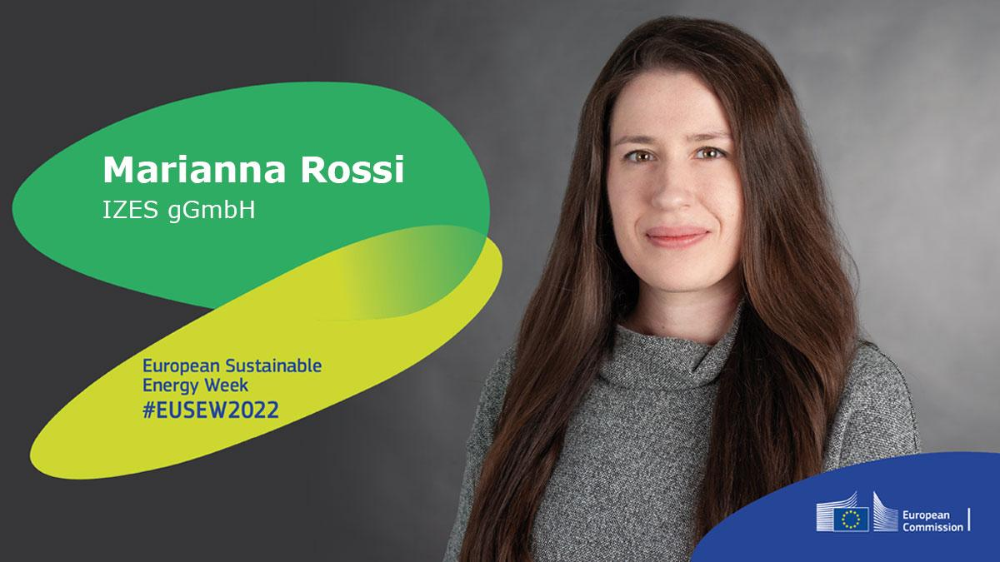 Marianna Rossi
IZES gGmbH
European Sustainable
Energy Week
#EUSEW2022
European
Commission